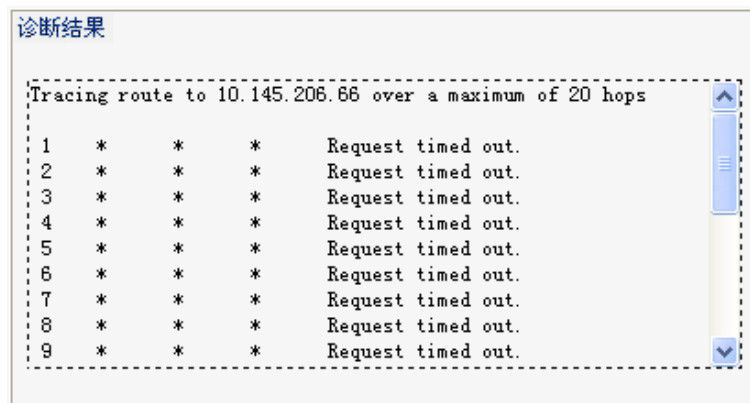 诊断结果
Tracing route to 10.145.206.66 over a maximum of 20 hops
1 * * * Request timed out.
2 * * * Request timed out.
3 * * * Request timed out.
4 * * * Request timed out.
5 * * * Request timed out.
6 * * * Request timed out.
7 * * * Request timed out.
8 * * * Request timed out.
9 * * * Request timed out.